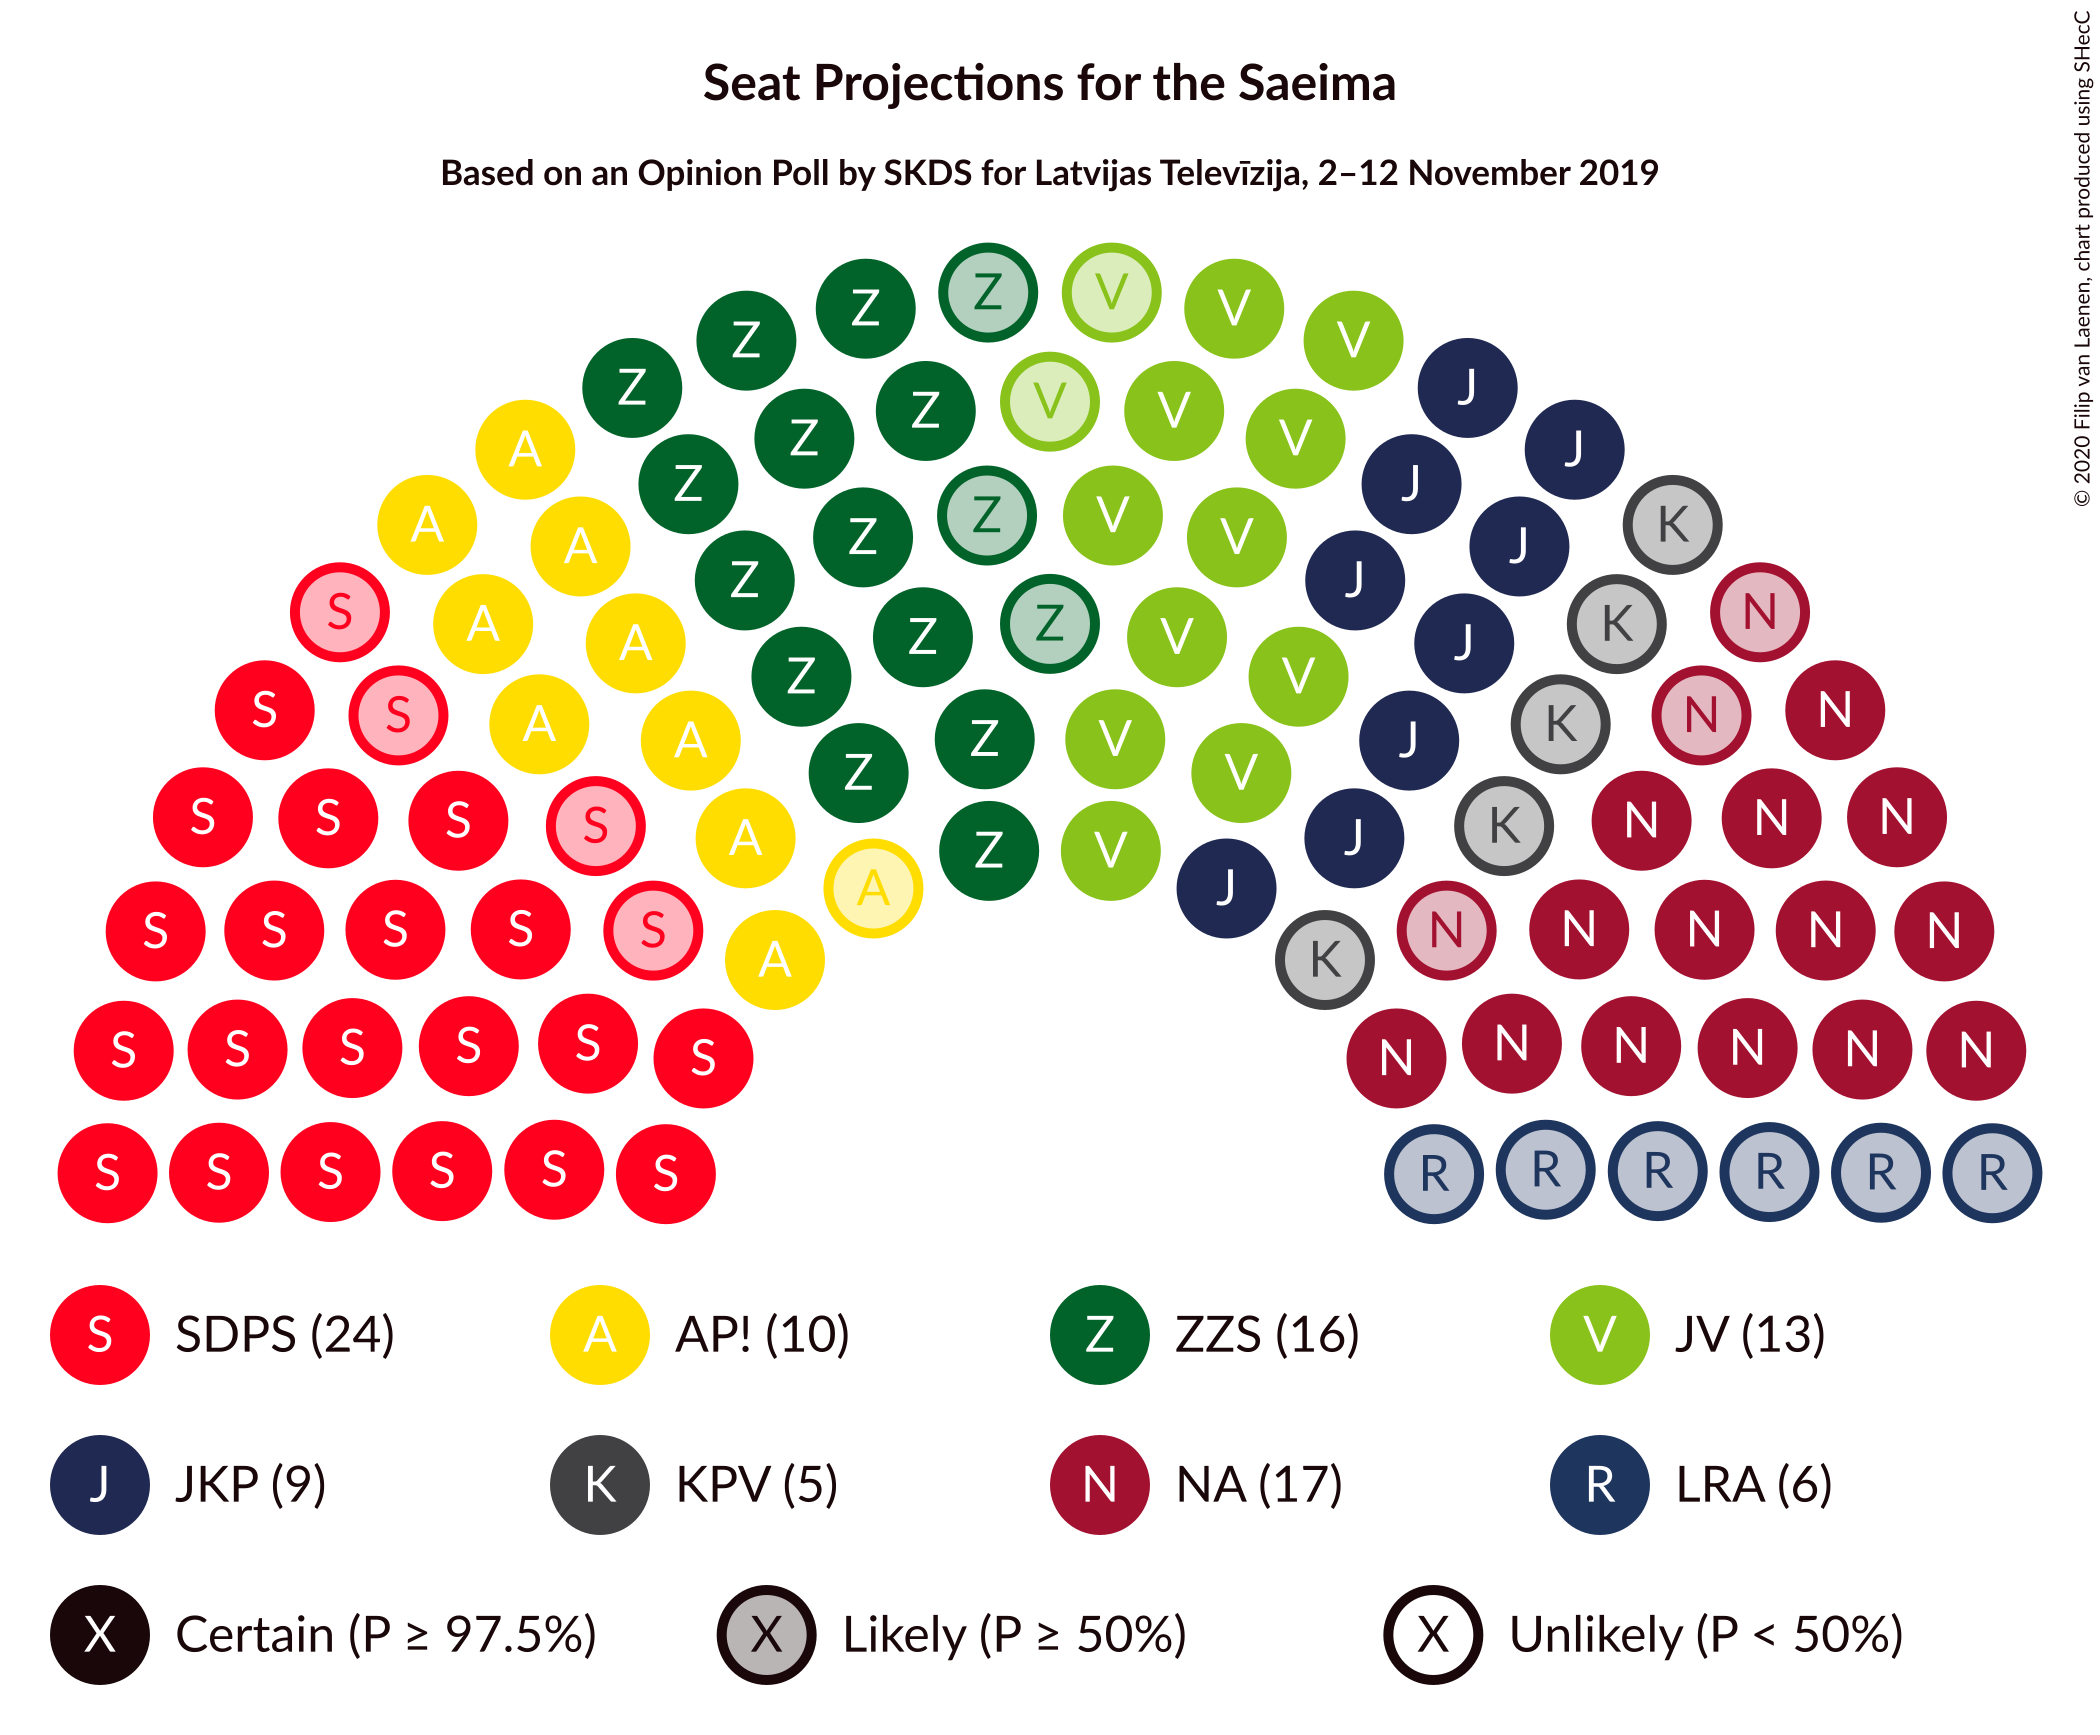 Seat Projections for the Saeima
Based on an Opinion Poll by SKDS for Latvijas Televīzija, 2–12 November 2019
© 2020 Filip van Laenen, chart produced using SHecC
Z Z V V
Z Z V
Z V J
Z V V
A Z Z J J
Z J
A A Z Z V V J J K
Z V
S A A Z Z Z V V J J K N
A Z V J
S S A A Z Z V V J J K N N
S S S S A Z V J K N N N
A Z V J
S S S S S A K N N N N N
S S S S S S N N N N N N
S S S S S S R R R R R R
S SDPS (24) A AP! (10) Z ZZS (16) V JV (13)
J JKP (9) K KPV (5) N NA (17) R LRA (6)
X Certain (P ≥ 97.5%) X Likely (P ≥ 50%) X Unlikely (P < 50%)